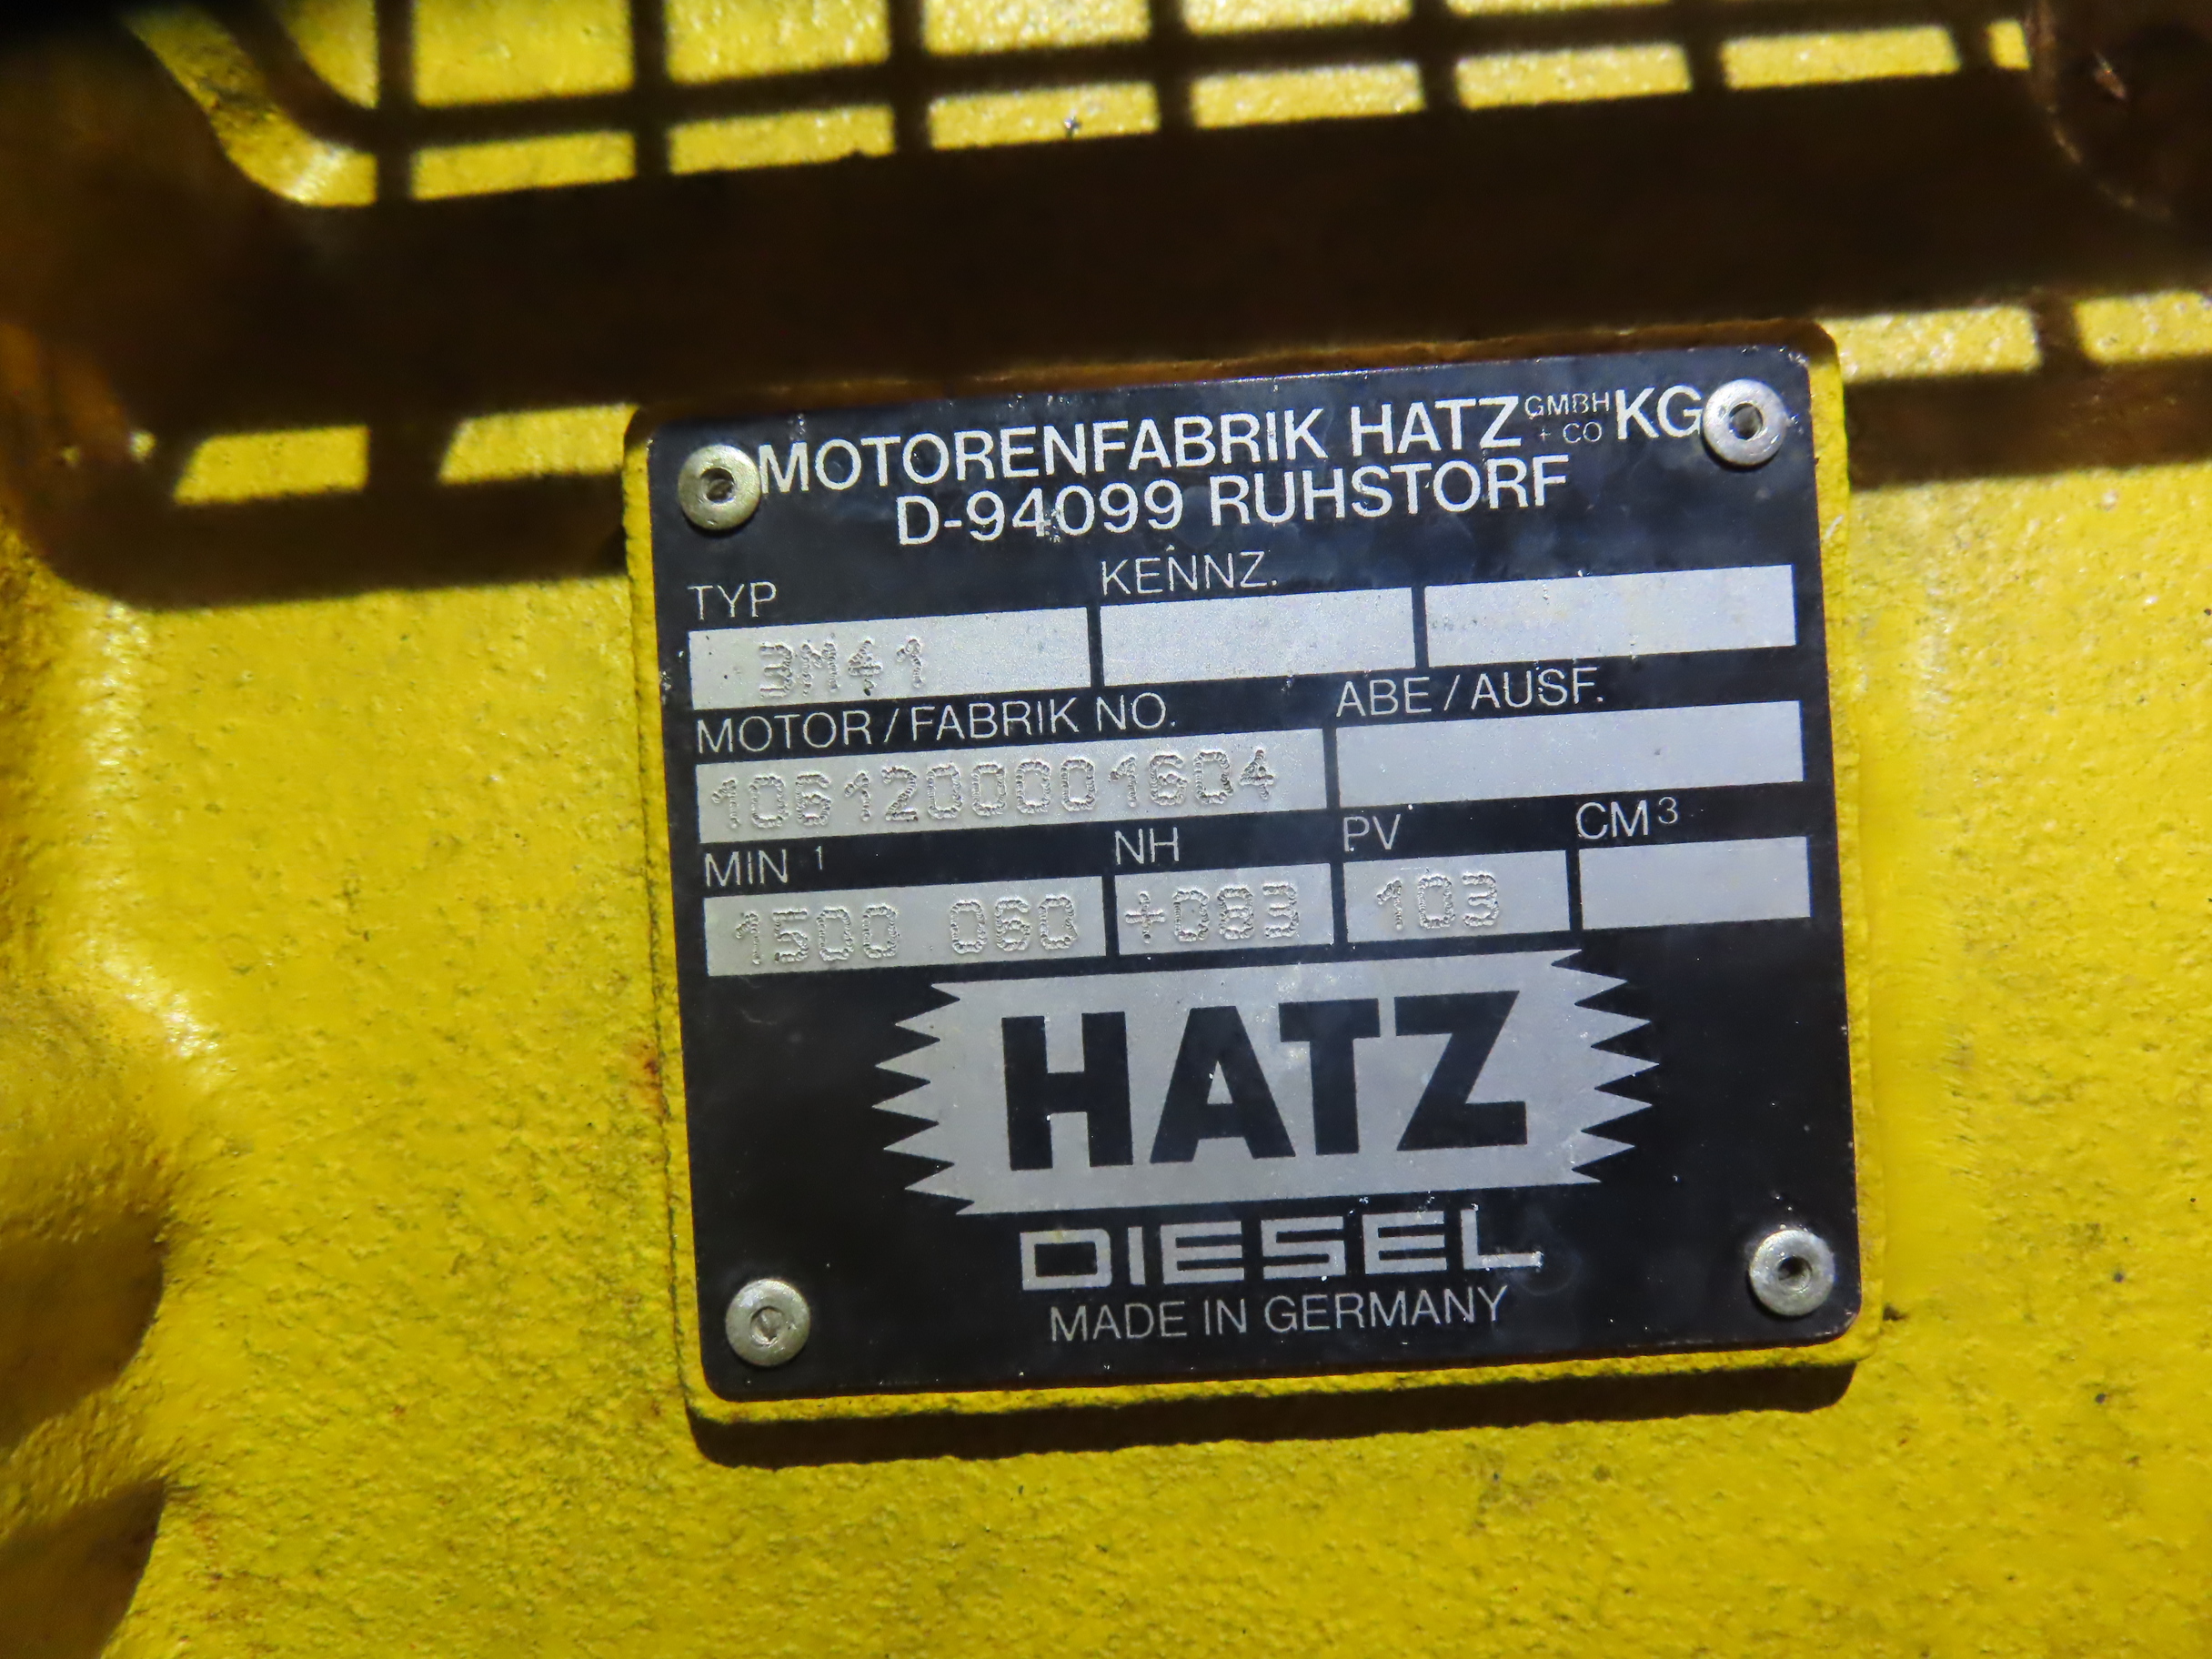 MOTORENFABRIK HATZ GMBH + CO KG
D-94099 RUHSTORF
TYP KENNZ.
3M41
MOTOR/FABRIK NO. ABE/AUSF.
1061200001604
MIN 1 NH PV CM3
1500 060 +083 103
HATZ
DIESEL
MADE IN GERMANY